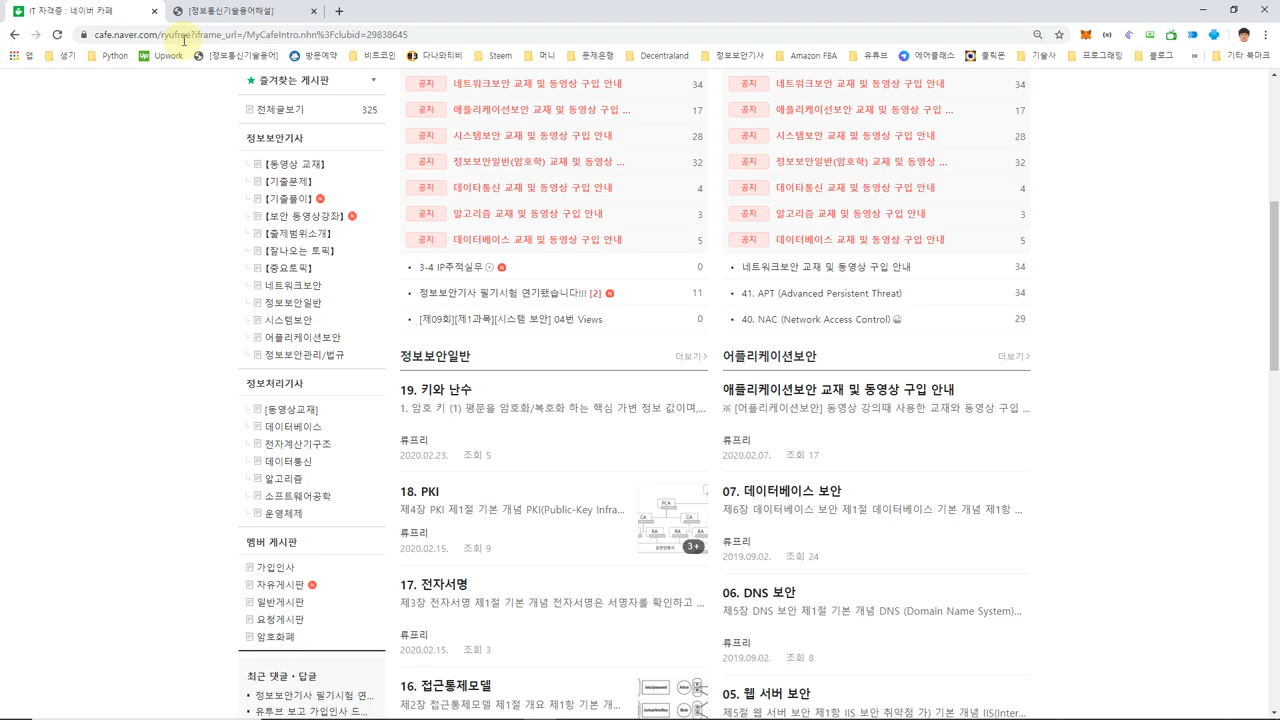 IT 자격증 : 네이버 카페
[정보통신기술용어해설]
cafe.naver.com/ryufree?iframe_url=/MyCafeIntro.nhn%3Fclubid=29838645
앱 생기 Python Up Upwork [정보통신기술용어] 방문예약 비트코인 다나와티비 Steem 머니 문제은행 Decentraland 정보보안기사 Amazon FBA 유튜브 에어클래스 클릭온 기술사 프로그래밍 블로그 » 기타 북마크
★ 즐겨찾는 게시판
전체글보기 325
정보보안기사
【동영상 교재】
【기출문제】
【기출풀이】 N
【보안 동영상강좌】 N
【출제범위소개】
【잘나오는 토픽】
【중요토픽】
네트워크보안
정보보안일반
시스템보안
어플리케이션보안
정보보안관리/법규
정보처리기사
[동영상교재]
데이터베이스
전자계산기구조
데이터통신
알고리즘
소프트웨어공학
운영체제
멤버 게시판
가입인사
자유게시판 N
일반게시판
요청게시판
암호화폐
최근 댓글 · 답글
정보보안기사 필기시험 연...
유튜브 보고 가입인사 드...
공지 네트워크보안 교재 및 동영상 구입 안내 34
공지 애플리케이션보안 교재 및 동영상 구입 ... 17
공지 시스템보안 교재 및 동영상 구입 안내 28
공지 정보보안일반(암호학) 교재 및 동영상 ... 32
공지 데이타통신 교재 및 동영상 구입 안내 4
공지 알고리즘 교재 및 동영상 구입 안내 3
공지 데이터베이스 교재 및 동영상 구입 안내 5
• 3-4 IP추적실무 N 0
• 정보보안기사 필기시험 연기됐습니다!!! [2] N 11
• [제09회][제1과목][시스템 보안] 04번 Views 0
정보보안일반 더보기 >
19. 키와 난수
1. 암호 키 (1) 평문을 암호화/복호화 하는 핵심 가변 정보 값이며,...
류프리
2020.02.23. 조회 5
18. PKI
제4장 PKI 제1절 기본 개념 PKI(Public-Key Infra...
류프리
2020.02.15. 조회 9
PCA
CA CA
RA RA RA
3+
17. 전자서명
제3장 전자서명 제1절 기본 개념 전자서명은 서명자를 확인하고 ...
류프리
2020.02.15. 조회 3
16. 접근통제모델
제2장 접근통제모델 제1절 개요 제1항 기본 개...
공지 네트워크보안 교재 및 동영상 구입 안내 34
공지 애플리케이션보안 교재 및 동영상 구입 ... 17
공지 시스템보안 교재 및 동영상 구입 안내 28
공지 정보보안일반(암호학) 교재 및 동영상 ... 32
공지 데이타통신 교재 및 동영상 구입 안내 4
공지 알고리즘 교재 및 동영상 구입 안내 3
공지 데이터베이스 교재 및 동영상 구입 안내 5
• 네트워크보안 교재 및 동영상 구입 안내 34
• 41. APT (Advanced Persistent Threat) 34
• 40. NAC (Network Access Control) 29
어플리케이션보안 더보기 >
애플리케이션보안 교재 및 동영상 구입 안내
※ [어플리케이션보안] 동영상 강의때 사용한 교재와 동영상 구입 ...
류프리
2020.02.07. 조회 17
07. 데이터베이스 보안
제6장 데이터베이스 보안 제1절 데이터베이스 기본 개념 제1항 ...
류프리
2019.09.02. 조회 24
06. DNS 보안
제5장 DNS 보안 제1절 기본 개념 DNS (Domain Name System)...
류프리
2019.09.02. 조회 8
05. 웹 서버 보안
제5절 웹 서버 보안 제1항 IIS 보안 취약점 가) 기본 개념 IIS(Inter...